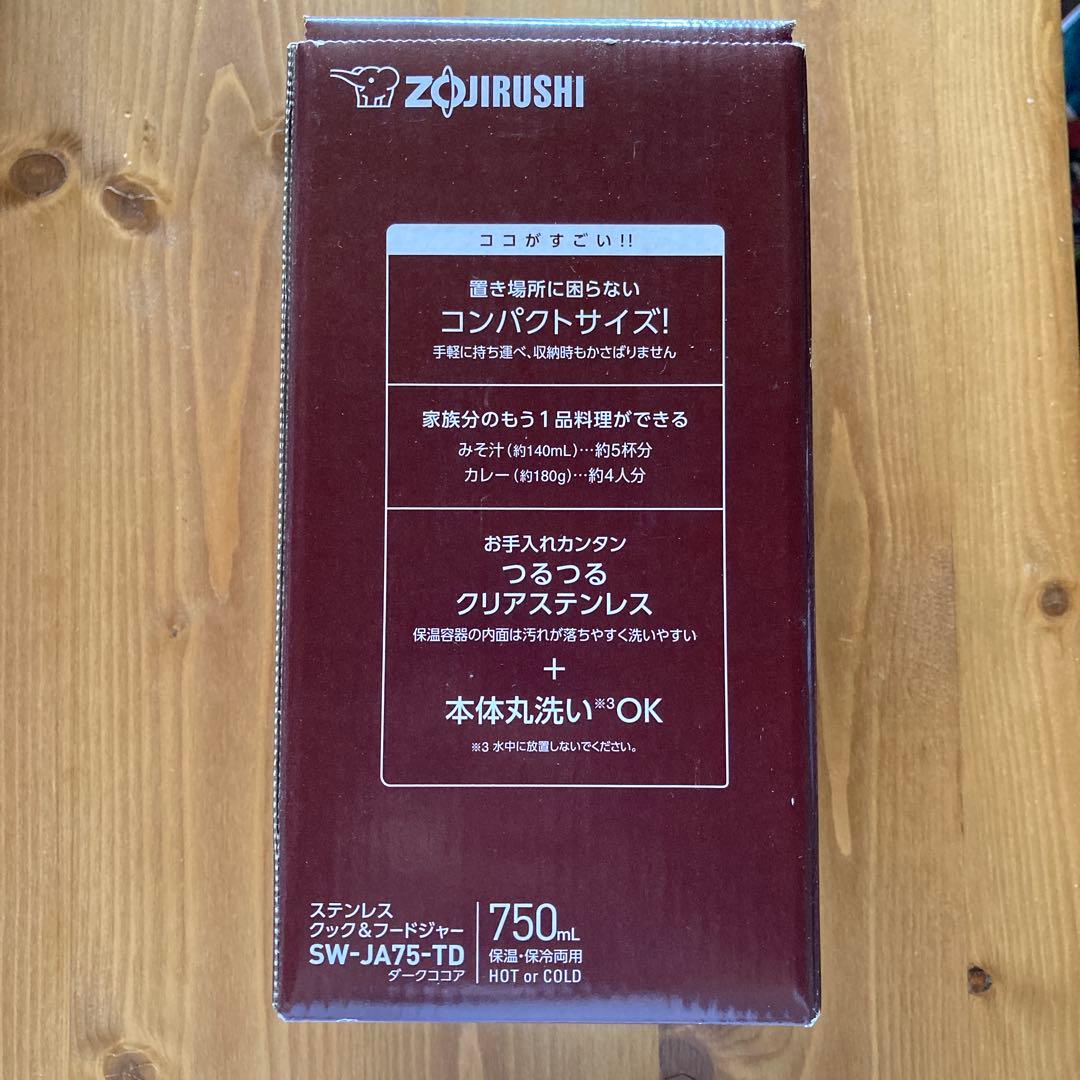 ZOJIRUSHI
ココがすごい!!
置き場所に困らない
コンパクトサイズ!
手軽に持ち運べ、収納時もかさばりません
家族分のもう1品料理ができる
みそ汁(約140mL)…約5杯分
カレー(約180g)…約4人分
お手入れカンタン
つるつる
クリアステンレス
保温容器の内面は汚れが落ちやすく洗いやすい
+
本体丸洗い※3OK
※3 水中に放置しないでください。
ステンレス
クック&フードジャー
SW-JA75-TD
ダークココア
750mL
保温・保冷両用
HOT or COLD